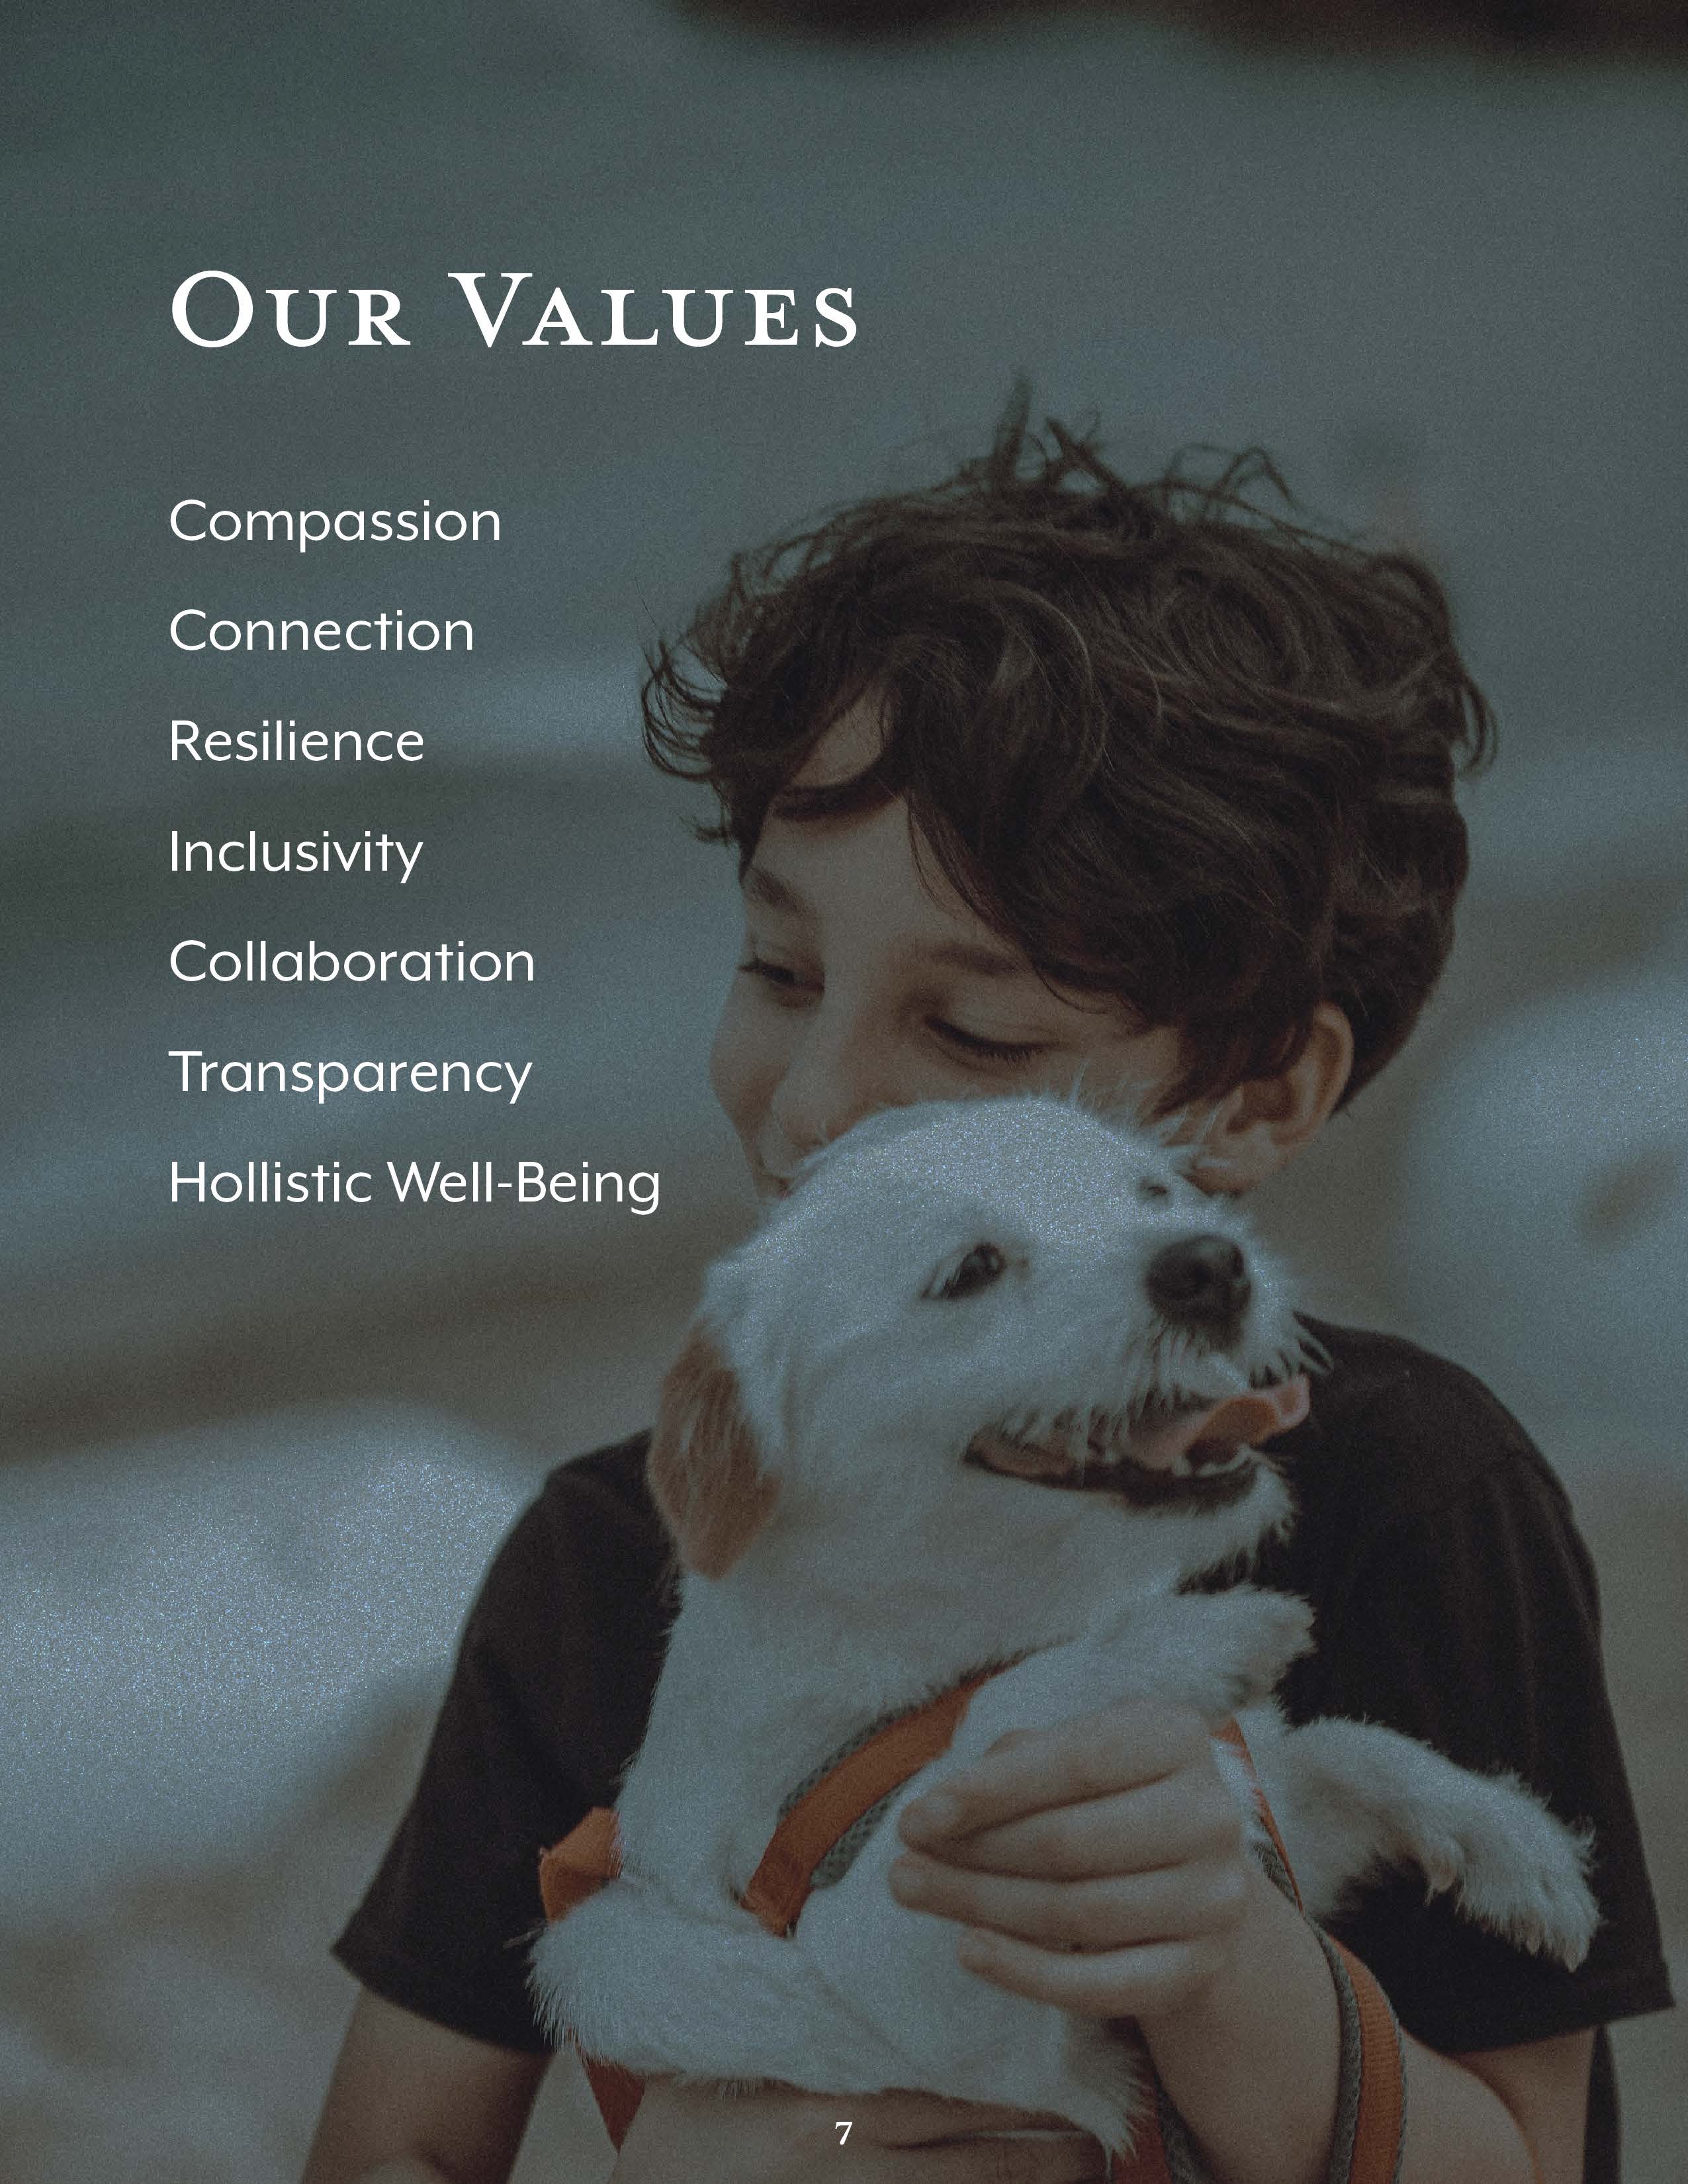 Our Values
Compassion
Connection
Resilience
Inclusivity
Collaboration
Transparency
Hollistic Well-Being
7